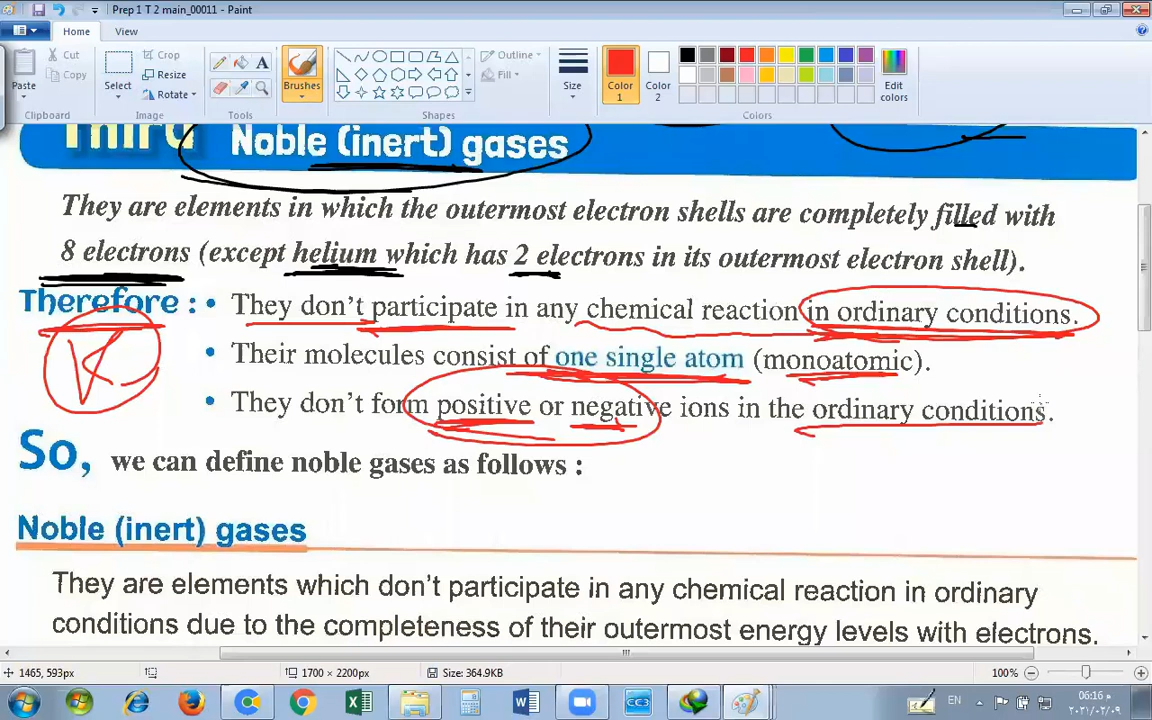 Prep 1 T 2 main_00011 - Paint
Home View
Cut Copy Paste Clipboard
Crop Resize Rotate Select Image
Tools
Brushes
Outline Fill Shapes
Size
Color 1 Color 2 Edit colors Colors
Third Noble (inert) gases
They are elements in which the outermost electron shells are completely filled with
8 electrons (except helium which has 2 electrons in its outermost electron shell).
Therefore : • They don't participate in any chemical reaction in ordinary conditions.
• Their molecules consist of one single atom (monoatomic).
• They don't form positive or negative ions in the ordinary conditions.
So, we can define noble gases as follows :
Noble (inert) gases
They are elements which don't participate in any chemical reaction in ordinary
conditions due to the completeness of their outermost energy levels with electrons.
1465, 593px 1700 × 2200px Size: 364.9KB 100%
EN ٠٦:١٦ م
٢٠٢١/٠٢/٠٩